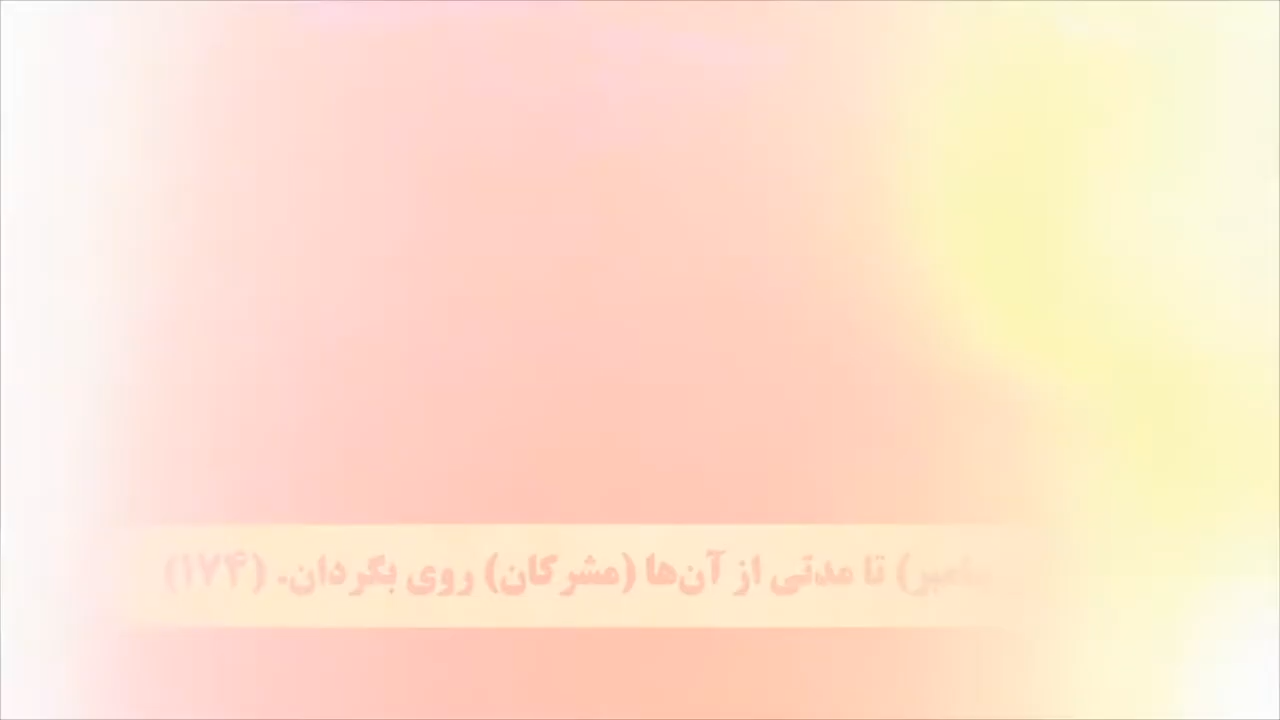 تا مدتی از آن‌ها (مشرکان) روی بگردان. (۱۷۴)